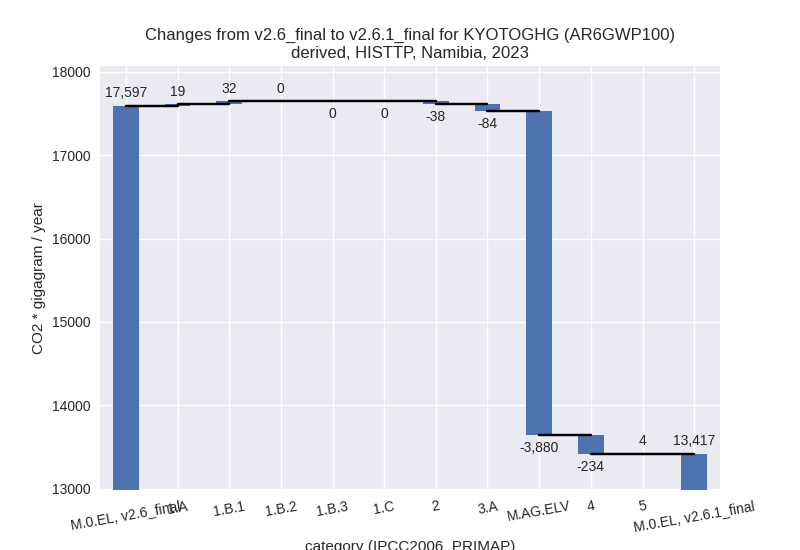 Changes from v2.6_final to v2.6.1_final for KYOTOGHG (AR6GWP100)
derived, HISTTP, Namibia, 2023
CO2 * gigagram / year
18000
17000
16000
15000
14000
13000
17,597
19
32
0
0
0
-38
-84
-3,880
-234
4
13,417
M.0.EL, v2.6_final
1.A
1.B.1
1.B.2
1.B.3
1.C
2
3.A
M.AG.ELV
4
5
M.0.EL, v2.6.1_final
category (IPCC2006_PRIMAP)